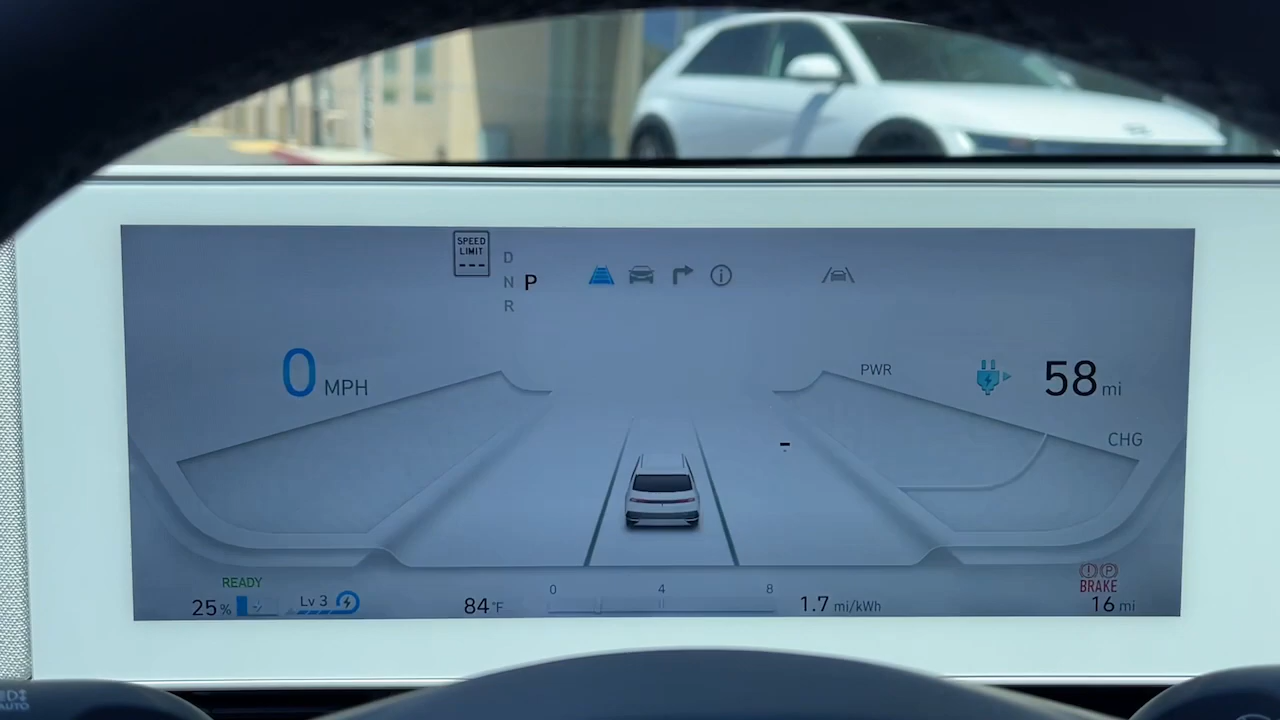 SPEED
LIMIT
---
D
N P
R
0 MPH
PWR
58 mi
CHG
READY
25%
Lv 3
84°F
0 4 8
1.7 mi/kWh
P
BRAKE
16 mi
AUTO